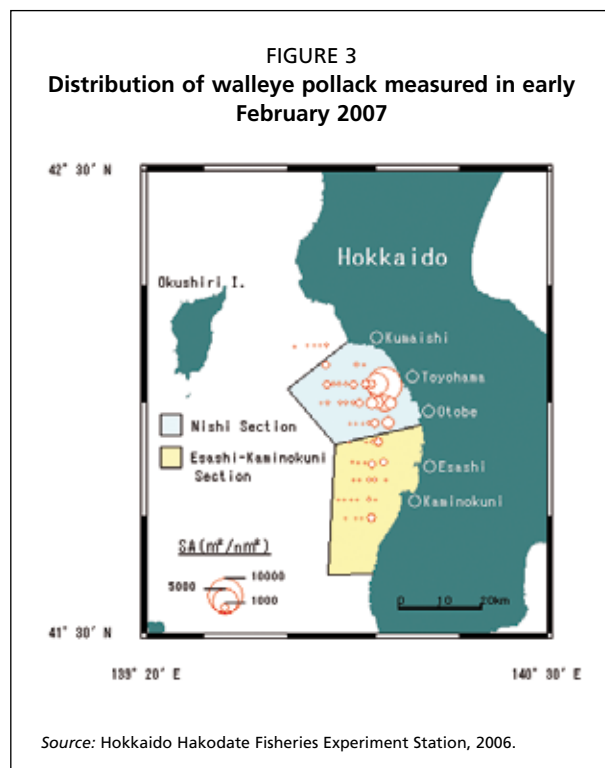 FIGURE 3
Distribution of walleye pollack measured in early
February 2007
42° 30′ N
Hokkaido
Okushiri I.
Kumaishi
Toyohama
Otobe
Nishi Section
Esashi-Kaminokuni
Section
Esashi
Kaminokuni
SA(m²/nm²)
10000
5000
1000
0 10 20km
41° 30′ N
139° 20′ E
140° 30′ E
Source: Hokkaido Hakodate Fisheries Experiment Station, 2006.